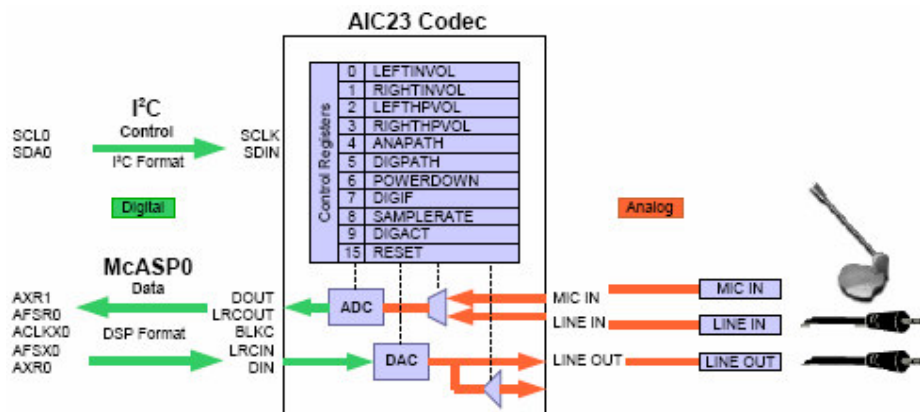 AIC23 Codec
Control Registers
0 LEFTINVOL
1 RIGHTINVOL
2 LEFTHPVOL
3 RIGHTHPVOL
4 ANAPATH
5 DIGPATH
6 POWERDOWN
7 DIGIF
8 SAMPLERATE
9 DIGACT
15 RESET
I²C
Control
SCL0
SCLK
SDA0
SDIN
I²C Format
Digital
Analog
McASP0
Data
AXR1
DOUT
ADC
MIC IN
MIC IN
AFSR0
LRCOUT
ACLKX0
DSP Format
BLKC
LINE IN
LINE IN
AFSX0
LRCIN
DAC
LINE OUT
LINE OUT
AXR0
DIN